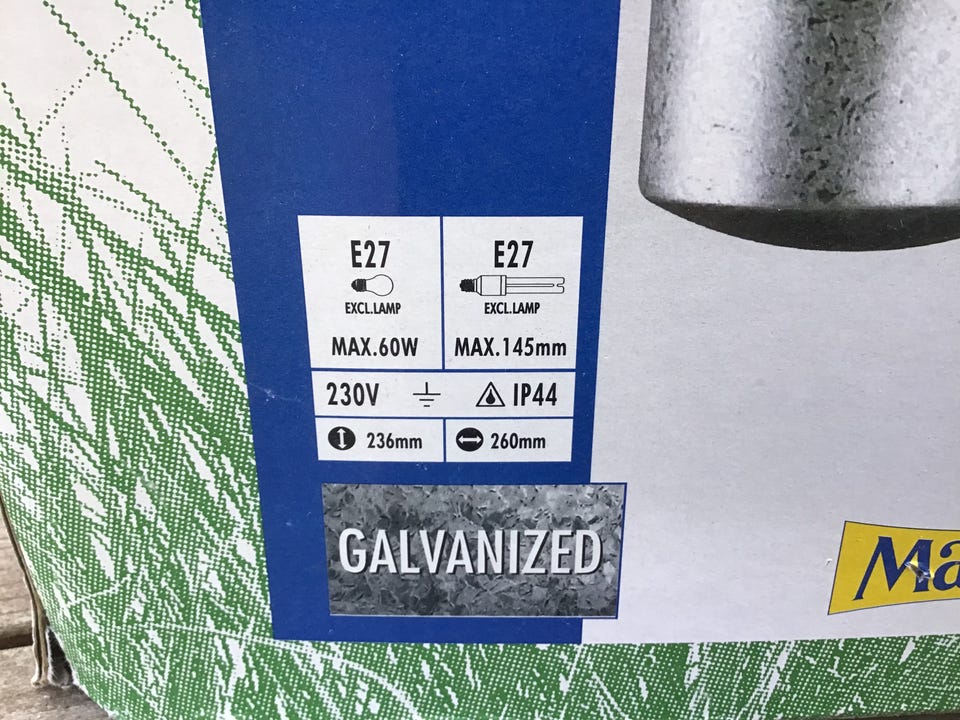 E27 E27
EXCL.LAMP EXCL.LAMP
MAX.60W MAX.145mm
230V IP44
236mm 260mm
GALVANIZED